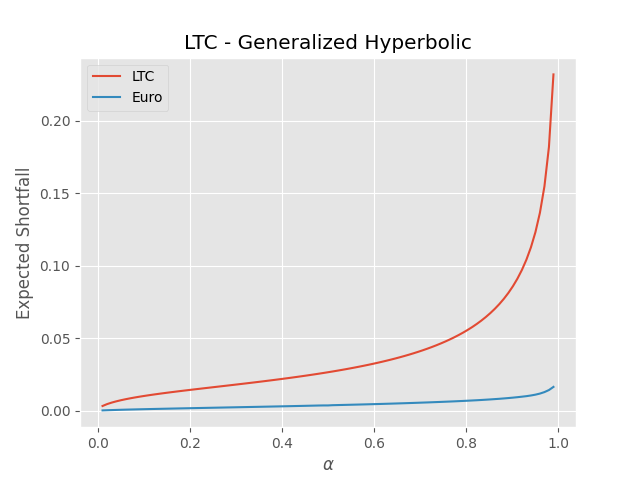 LTC - Generalized Hyperbolic
LTC
Euro
Expected Shortfall
0.20
0.15
0.10
0.05
0.00
0.0 0.2 0.4 0.6 0.8 1.0
α